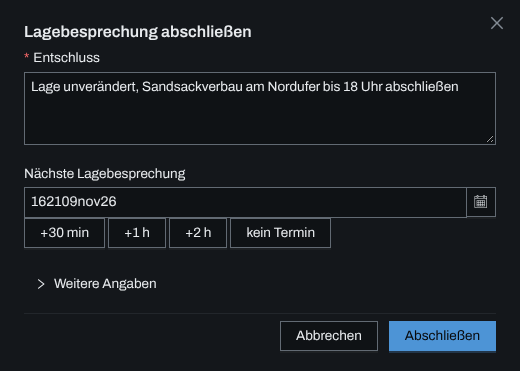 Lagebesprechung abschließen
* Entschluss
Lage unverändert, Sandsackverbau am Nordufer bis 18 Uhr abschließen
Nächste Lagebesprechung
162109nov26
+30 min +1 h +2 h kein Termin
Weitere Angaben
Abbrechen Abschließen